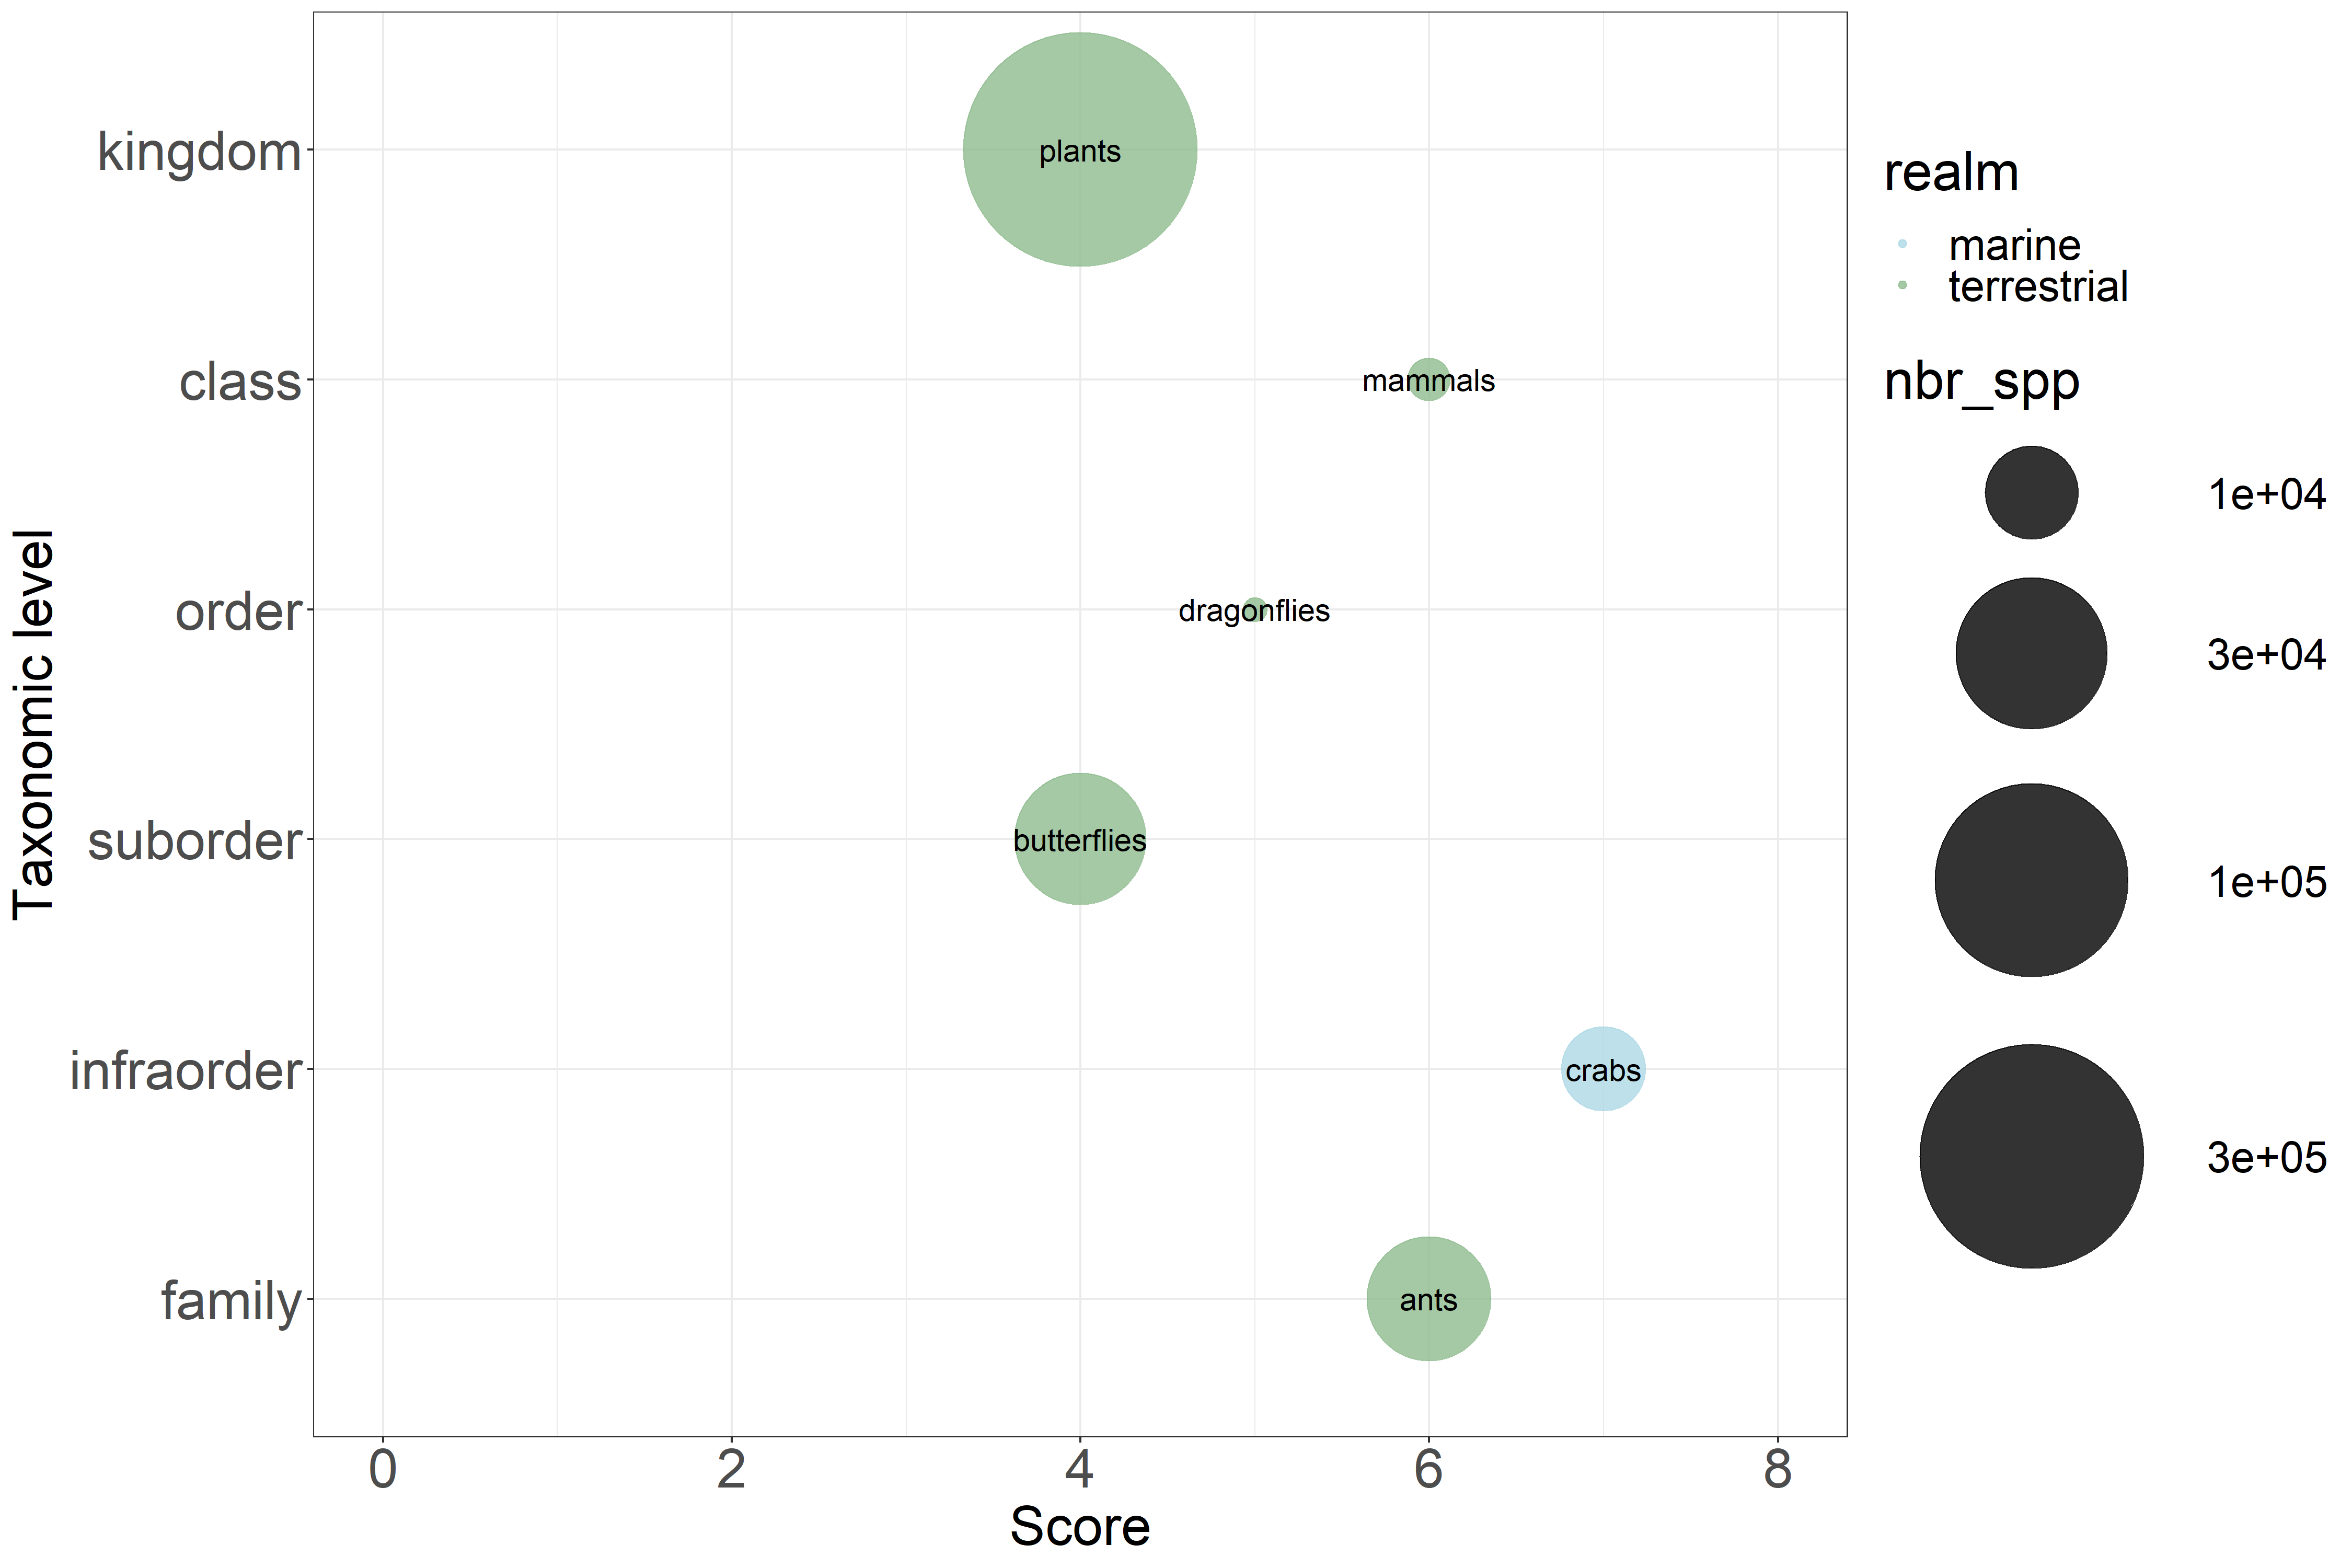 Taxonomic level
kingdom
class
order
suborder
infraorder
family
plants
mammals
dragonflies
butterflies
crabs
ants
0 2 4 6 8
Score
realm
marine
terrestrial
nbr_spp
1e+04
3e+04
1e+05
3e+05